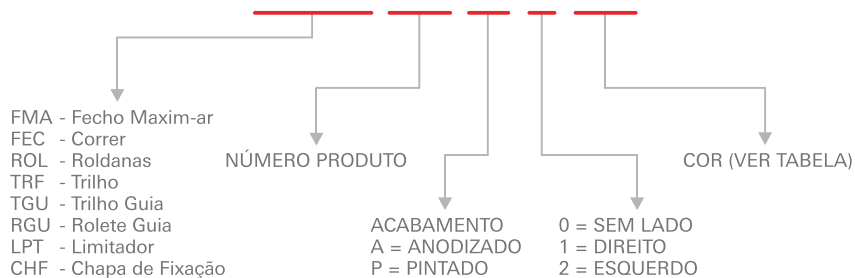 FMA - Fecho Maxim-ar
FEC - Correr
ROL - Roldanas
TRF - Trilho
TGU - Trilho Guia
RGU - Rolete Guia
LPT - Limitador
CHF - Chapa de Fixação
NÚMERO PRODUTO
ACABAMENTO
A = ANODIZADO
P = PINTADO
0 = SEM LADO
1 = DIREITO
2 = ESQUERDO
COR (VER TABELA)